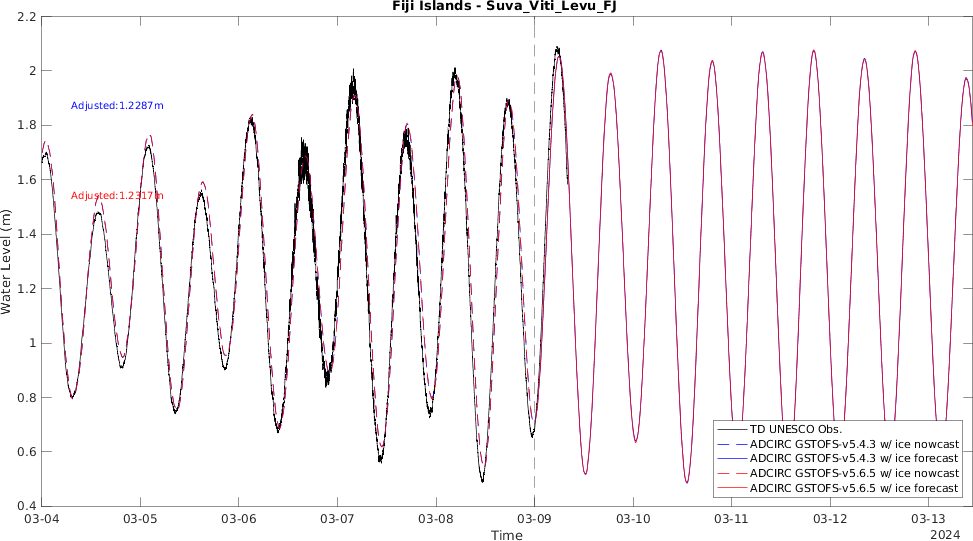 Fiji Islands - Suva_Viti_Levu_FJ
2.2
2
1.8
1.6
1.4
1.2
1
0.8
0.6
0.4
Water Level (m)
Adjusted:1.2287m
Adjusted:1.2317m
TD UNESCO Obs.
ADCIRC GSTOFS-v5.4.3 w/ ice nowcast
ADCIRC GSTOFS-v5.4.3 w/ ice forecast
ADCIRC GSTOFS-v5.6.5 w/ ice nowcast
ADCIRC GSTOFS-v5.6.5 w/ ice forecast
03-04 03-05 03-06 03-07 03-08 03-09 03-10 03-11 03-12 03-13
Time
2024